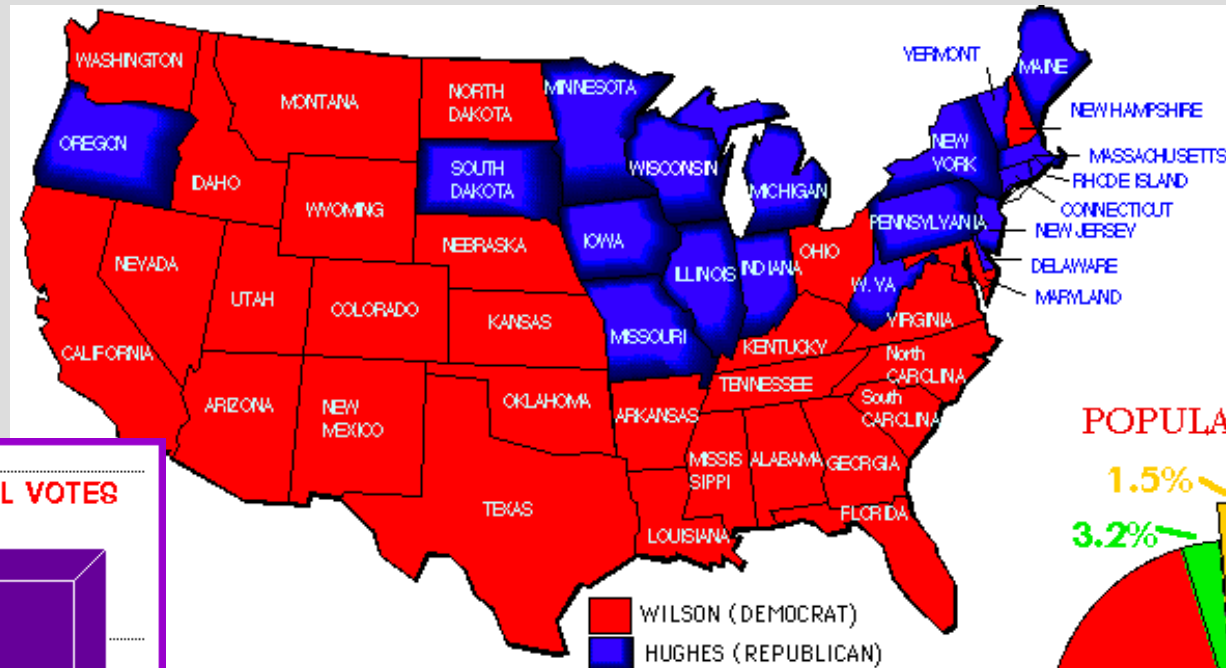 WASHINGTON
MONTANA
NORTH
DAKOTA
MINNESOTA
VERMONT
MAINE
OREGON
IDAHO
WYOMING
SOUTH
DAKOTA
WISCONSIN
MICHIGAN
NEW
YORK
NEW HAMPSHIRE
MASSACHUSETTS
RHODE ISLAND
CONNECTICUT
NEW JERSEY
DELAWARE
MARYLAND
PENNSYLVANIA
NEBRASKA
IOWA
ILLINOIS
INDIANA
OHIO
W. VA
VIRGINIA
NEVADA
UTAH
COLORADO
KANSAS
MISSOURI
KENTUCKY
CALIFORNIA
ARIZONA
NEW
MEXICO
OKLAHOMA
ARKANSAS
TENNESSEE
North
CAROLINA
South
CAROLINA
MISSIS
SIPPI
ALABAMA
GEORGIA
TEXAS
LOUISIANA
FLORIDA
L VOTES
POPULA
1.5%
3.2%
WILSON (DEMOCRAT)
HUGHES (REPUBLICAN)